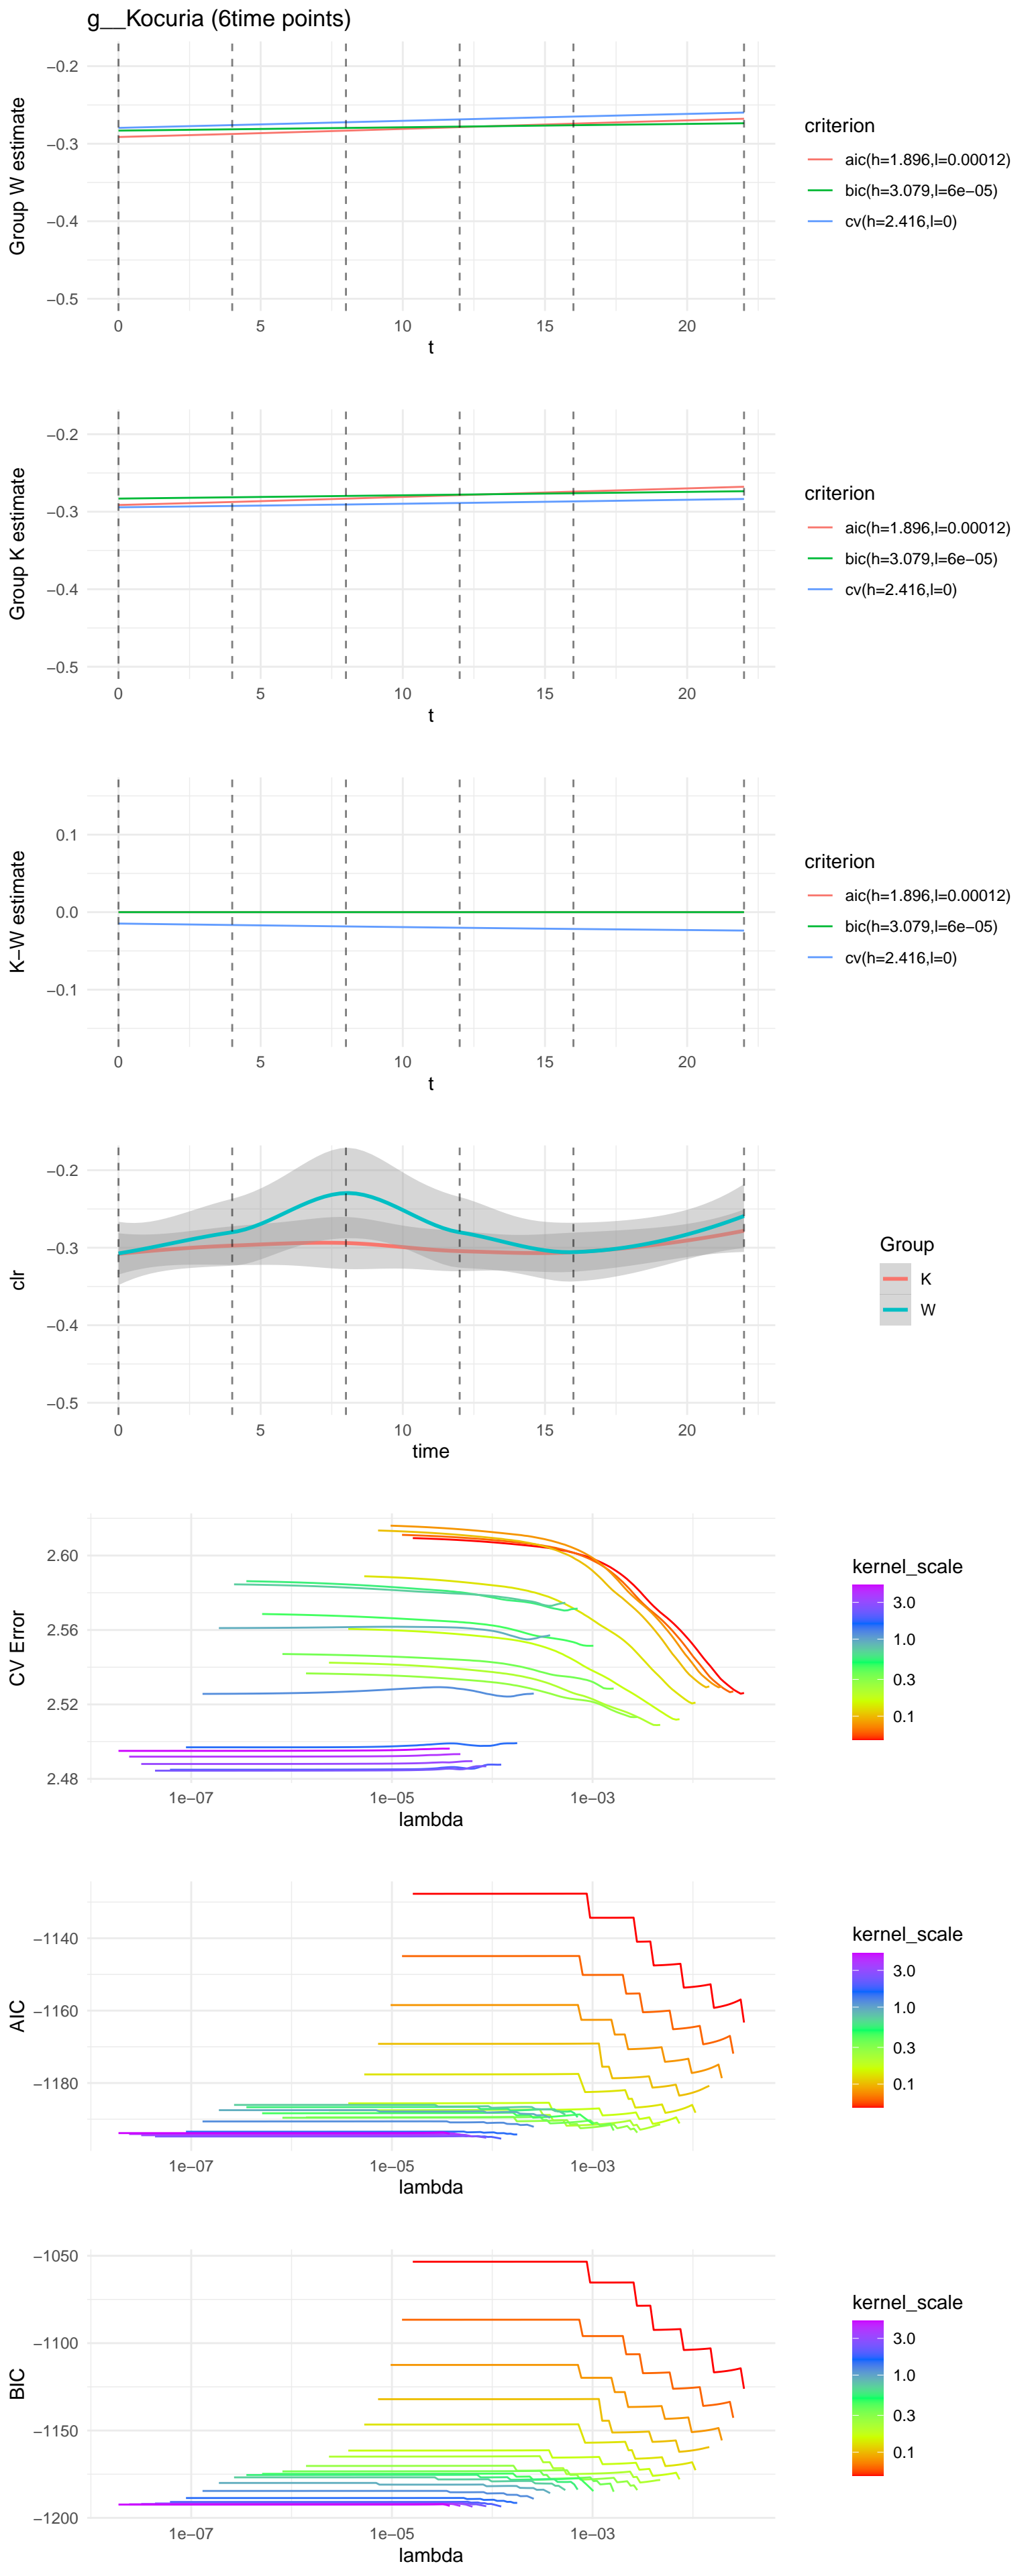 g__Kocuria (6time points)
Group W estimate
−0.2
−0.3
−0.4
−0.5
0 5 10 15 20
t
criterion
aic(h=1.896,l=0.00012)
bic(h=3.079,l=6e−05)
cv(h=2.416,l=0)
Group K estimate
−0.2
−0.3
−0.4
−0.5
0 5 10 15 20
t
criterion
aic(h=1.896,l=0.00012)
bic(h=3.079,l=6e−05)
cv(h=2.416,l=0)
K−W estimate
0.1
0.0
−0.1
0 5 10 15 20
t
criterion
aic(h=1.896,l=0.00012)
bic(h=3.079,l=6e−05)
cv(h=2.416,l=0)
clr
−0.2
−0.3
−0.4
−0.5
0 5 10 15 20
time
Group
K
W
CV Error
2.60
2.56
2.52
2.48
1e−07 1e−05 1e−03
lambda
kernel_scale
3.0
1.0
0.3
0.1
AIC
−1140
−1160
−1180
1e−07 1e−05 1e−03
lambda
kernel_scale
3.0
1.0
0.3
0.1
BIC
−1050
−1100
−1150
−1200
1e−07 1e−05 1e−03
lambda
kernel_scale
3.0
1.0
0.3
0.1